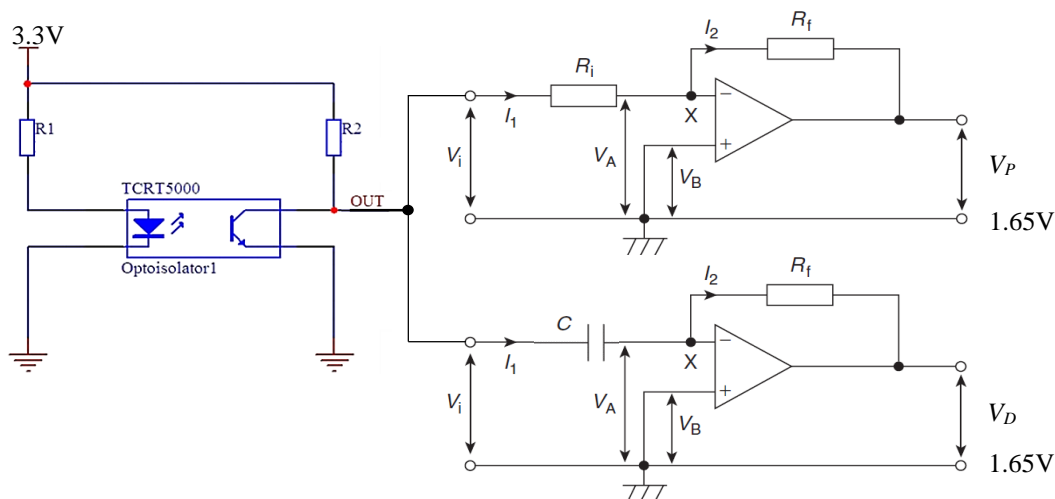 3.3V
R1
R2
TCRT5000
OUT
Optoisolator1
I2
Rf
Ri
I1
X
−
+
Vi
VA
VB
VP
1.65V
I2
Rf
C
I1
X
−
+
Vi
VA
VB
VD
1.65V